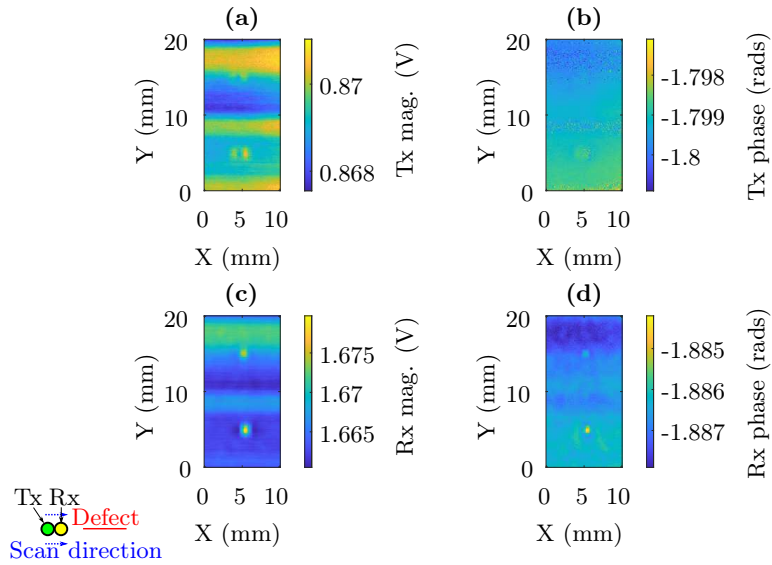 (a)
20
10
0
Y (mm)
0 5 10
X (mm)
0.87
0.868
Tx mag. (V)
(b)
20
10
0
Y (mm)
0 5 10
X (mm)
-1.798
-1.799
-1.8
Tx phase (rads)
(c)
20
10
0
Y (mm)
0 5 10
X (mm)
1.675
1.67
1.665
Rx mag. (V)
(d)
20
10
0
Y (mm)
0 5 10
X (mm)
-1.885
-1.886
-1.887
Rx phase (rads)
Tx Rx
Defect
Scan direction